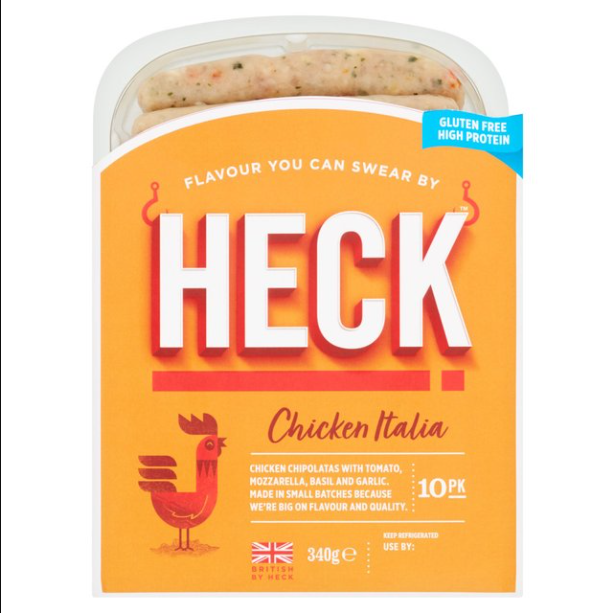 GLUTEN FREE
HIGH PROTEIN
FLAVOUR YOU CAN SWEAR BY
HECK™
Chicken Italia
CHICKEN CHIPOLATAS WITH TOMATO,
MOZZARELLA, BASIL AND GARLIC.
MADE IN SMALL BATCHES BECAUSE
WE'RE BIG ON FLAVOUR AND QUALITY.
10PK
KEEP REFRIGERATED
USE BY:
340g℮
BRITISH
BY HECK